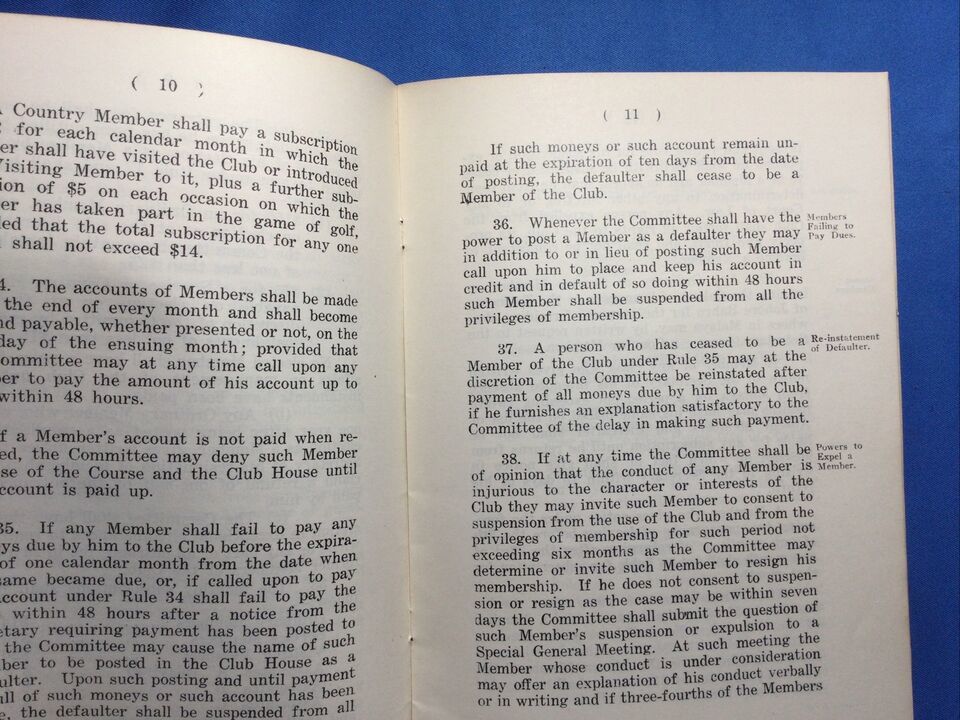 ( 10 )
Country Member shall pay a subscription
for each calendar month in which the
er shall have visited the Club or introduced
Visiting Member to it, plus a further sub-
ion of $5 on each occasion on which the
er has taken part in the game of golf,
ded that the total subscription for any one
shall not exceed $14.
4. The accounts of Members shall be made
the end of every month and shall become
nd payable, whether presented or not, on the
day of the ensuing month; provided that
ommittee may at any time call upon any
ber to pay the amount of his account up to
within 48 hours.
f a Member's account is not paid when re-
ed, the Committee may deny such Member
se of the Course and the Club House until
ccount is paid up.
35. If any Member shall fail to pay any
eys due by him to the Club before the expira-
of one calendar month from the date when
same became due, or, if called upon to pay
Account under Rule 34 shall fail to pay the
within 48 hours after a notice from the
etary requiring payment has been posted to
the Committee may cause the name of such
ber to be posted in the Club House as a
ulter. Upon such posting and until payment
ull of such moneys or such account has been
e, the defaulter shall be suspended from all
( 11 )
If such moneys or such account remain un-
paid at the expiration of ten days from the date
of posting, the defaulter shall cease to be a
Member of the Club.
36. Whenever the Committee shall have the
power to post a Member as a defaulter they may
in addition to or in lieu of posting such Member
call upon him to place and keep his account in
credit and in default of so doing within 48 hours
such Member shall be suspended from all the
privileges of membership.
Members
Failing to
Pay Dues.
37. A person who has ceased to be a
Member of the Club under Rule 35 may at the
discretion of the Committee be reinstated after
payment of all moneys due by him to the Club,
if he furnishes an explanation satisfactory to the
Committee of the delay in making such payment.
Re-instatement
of Defaulter.
38. If at any time the Committee shall be
of opinion that the conduct of any Member is
injurious to the character or interests of the
Club they may invite such Member to consent to
suspension from the use of the Club and from the
privileges of membership for such period not
exceeding six months as the Committee may
determine or invite such Member to resign his
membership. If he does not consent to suspen-
sion or resign as the case may be within seven
days the Committee shall submit the question of
such Member's suspension or expulsion to a
Special General Meeting. At such meeting the
Member whose conduct is under consideration
may offer an explanation of his conduct verbally
or in writing and if three-fourths of the Members
Powers to
Expel a
Member.